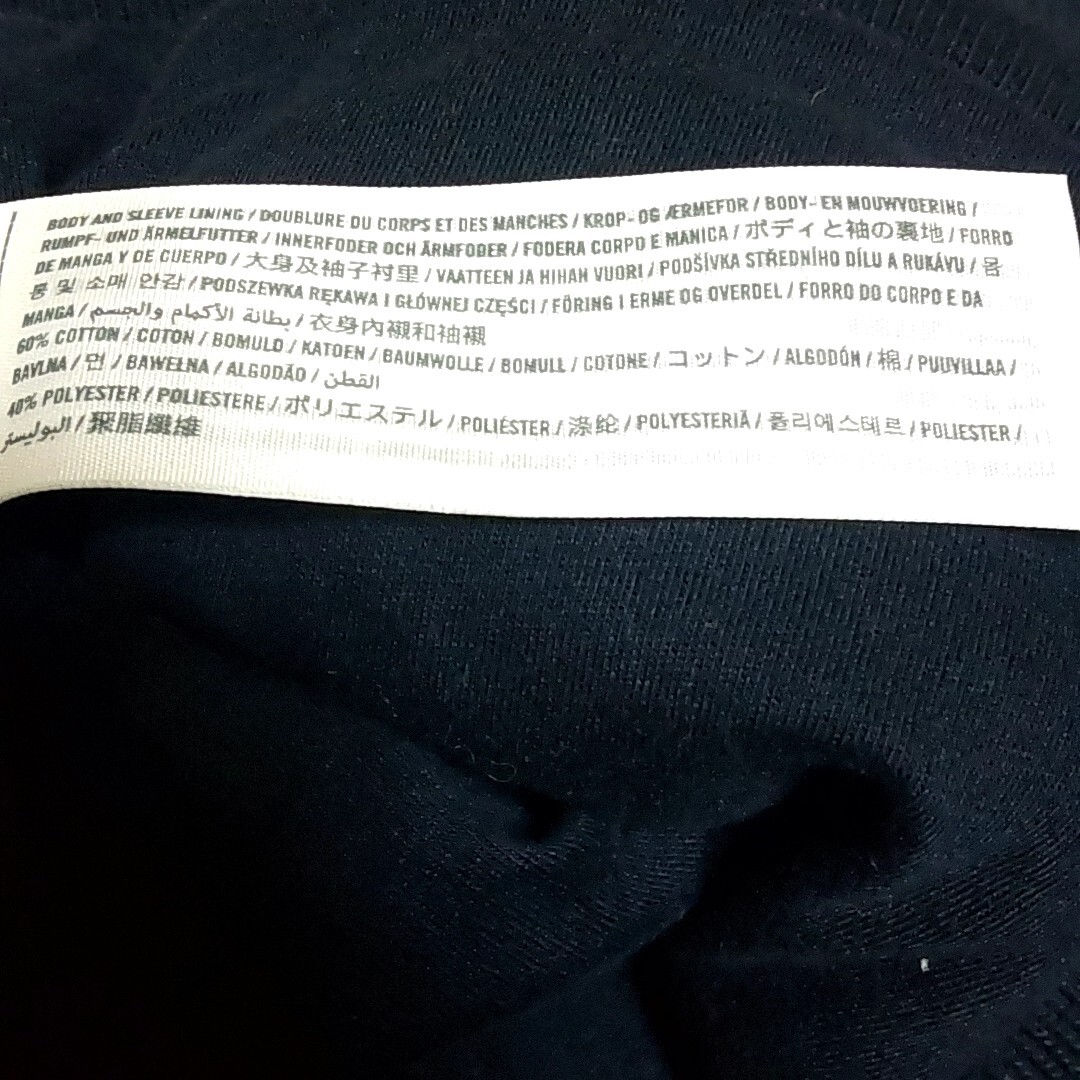 BODY AND SLEEVE LINING / DOUBLURE DU CORPS ET DES MANCHES / KROP- OG ÆRMEFOR / BODY- EN MOUWVOERING /
RUMPF- UND ÄRMELFUTTER / INNERFODER OCH ÄRMFODER / FODERA CORPO E MANICA / ボディと袖の裏地 / FORRO
DE MANGA Y DE CUERPO / 大身及袖子衬里 / VAATTEEN JA HIHAN VUORI / PODŠÍVKA STŘEDNÍHO DÍLU A RUKÁVU / 몸
통 및 소매 안감 / PODSZEWKA RĘKAWA I GŁÓWNEJ CZĘŚCI / FÔRING I ERME OG OVERDEL / FORRO DO CORPO E DA
MANGA / بطانة الأكمام والجسم / 衣身內襯和袖襯
60% COTTON / COTON / BOMULD / KATOEN / BAUMWOLLE / BOMULL / COTONE / コットン / ALGODÓN / 棉 / PUUVILLAA /
BAVLNA / 면 / BAWEŁNA / ALGODÃO / القطن
40% POLYESTER / POLIESTERE / ポリエステル / POLIÉSTER / 涤纶 / POLYESTERIÄ / 폴리에스테르 / POLIESTER /
البوليستر / 聚脂纖維